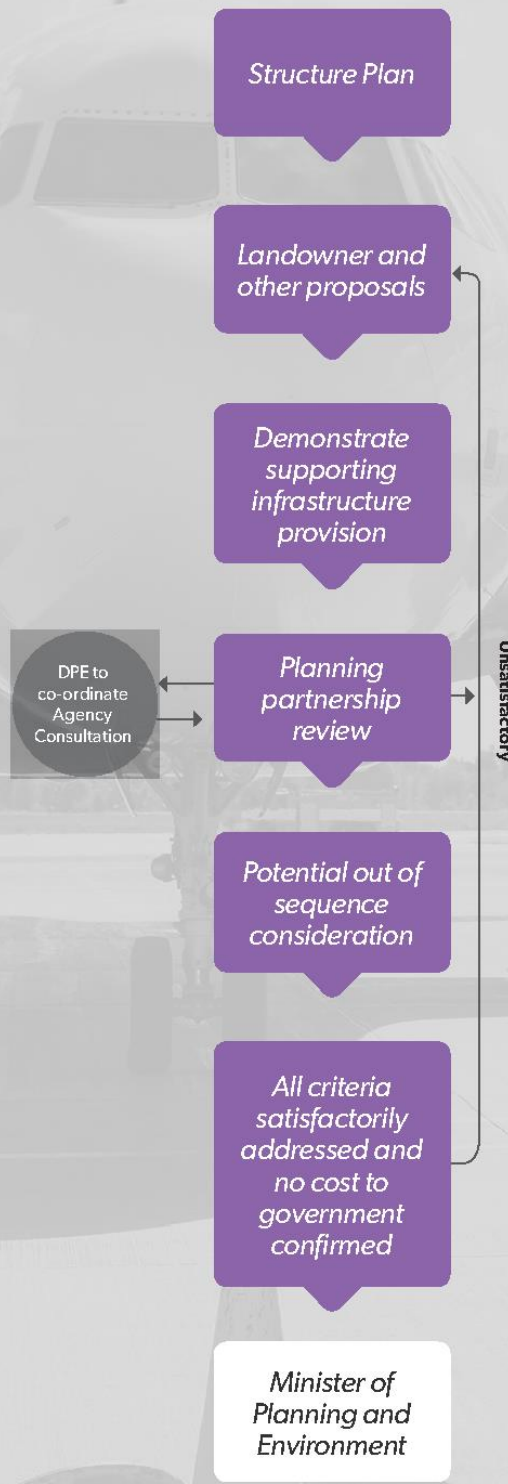 Structure Plan
Landowner and
other proposals
Demonstrate
supporting
infrastructure
provision
DPE to
co-ordinate
Agency
Consultation
Planning
partnership
review
Unsatisfactory
Potential out of
sequence
consideration
All criteria
satisfactorily
addressed and
no cost to
government
confirmed
Minister of
Planning and
Environment